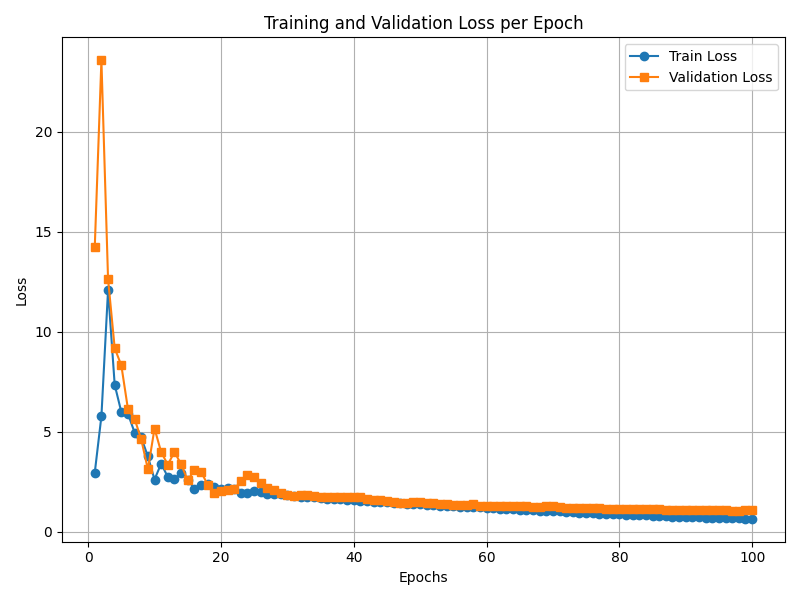 Training and Validation Loss per Epoch
Train Loss
Validation Loss
20
15
10
5
0
Loss
0 20 40 60 80 100
Epochs